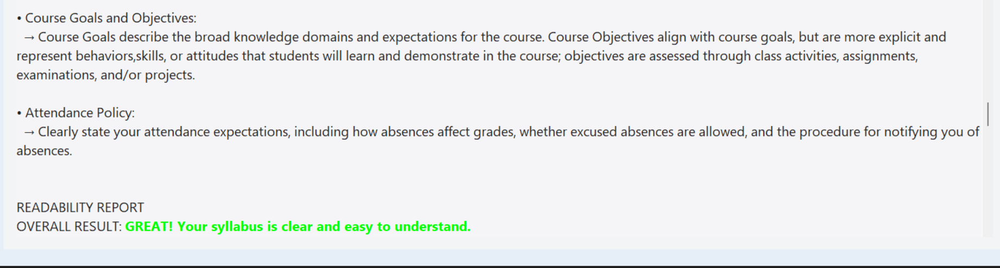 • Course Goals and Objectives:
→ Course Goals describe the broad knowledge domains and expectations for the course. Course Objectives align with course goals, but are more explicit and
represent behaviors,skills, or attitudes that students will learn and demonstrate in the course; objectives are assessed through class activities, assignments,
examinations, and/or projects.
• Attendance Policy:
→ Clearly state your attendance expectations, including how absences affect grades, whether excused absences are allowed, and the procedure for notifying you of
absences.
READABILITY REPORT
OVERALL RESULT: GREAT! Your syllabus is clear and easy to understand.